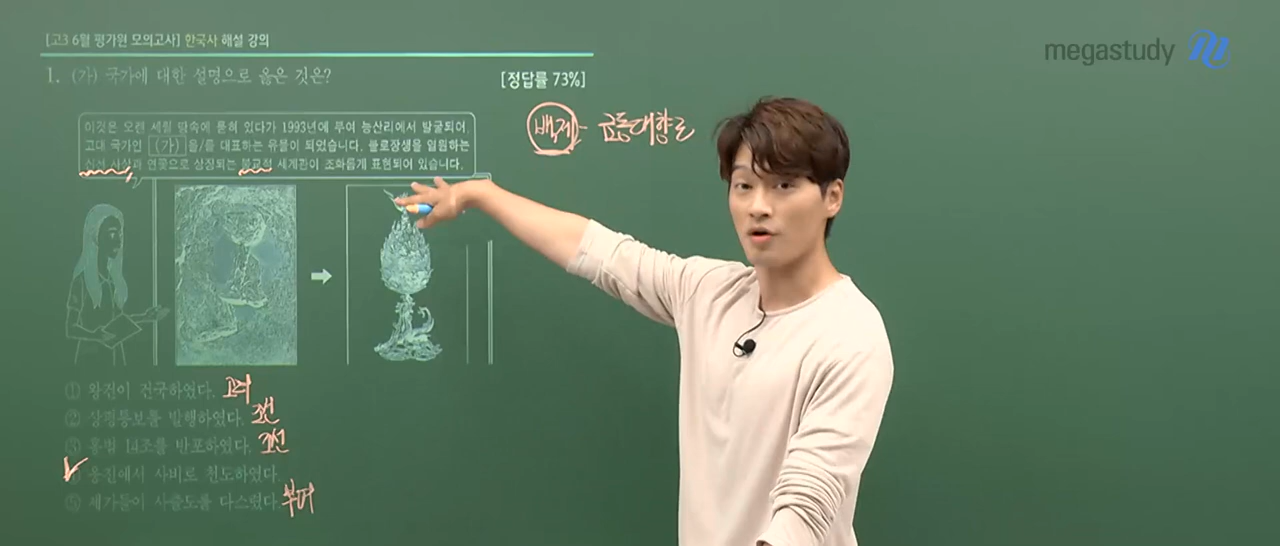 [고3 6월 평가원 모의고사] 한국사 해설 강의
megastudy
1. (가) 국가에 대한 설명으로 옳은 것은?
[정답률 73%]
이것은 오랜 세월 땅속에 묻혀 있다가 1993년에 부여 능산리에서 발굴되어,
고대 국가인 (가) 을/를 대표하는 유물이 되었습니다. 불로장생을 염원하는
신선 사상과 연꽃으로 상징되는 불교적 세계관이 조화롭게 표현되어 있습니다.
백제 금동대향로
① 왕건이 건국하였다. 고려
② 상평통보를 발행하였다. 조선
③ 홍범 14조를 반포하였다. 조선
웅진에서 사비로 천도하였다.
⑤ 제가들이 사출도를 다스렸다. 부여